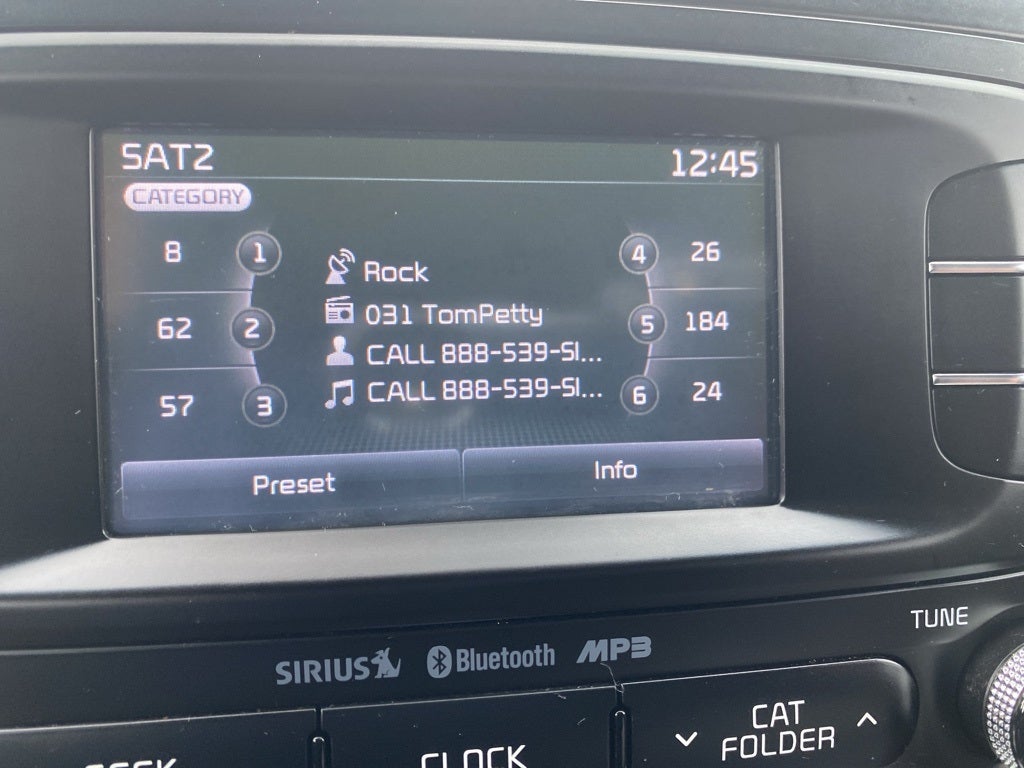 SAT2
12:45
CATEGORY
8
1
62
2
57
3
Rock
031 TomPetty
CALL 888-539-SI...
CALL 888-539-SI...
4
26
5
184
6
24
Preset
Info
TUNE
SIRIUS
Bluetooth
MP3
CLOCK
CAT
FOLDER